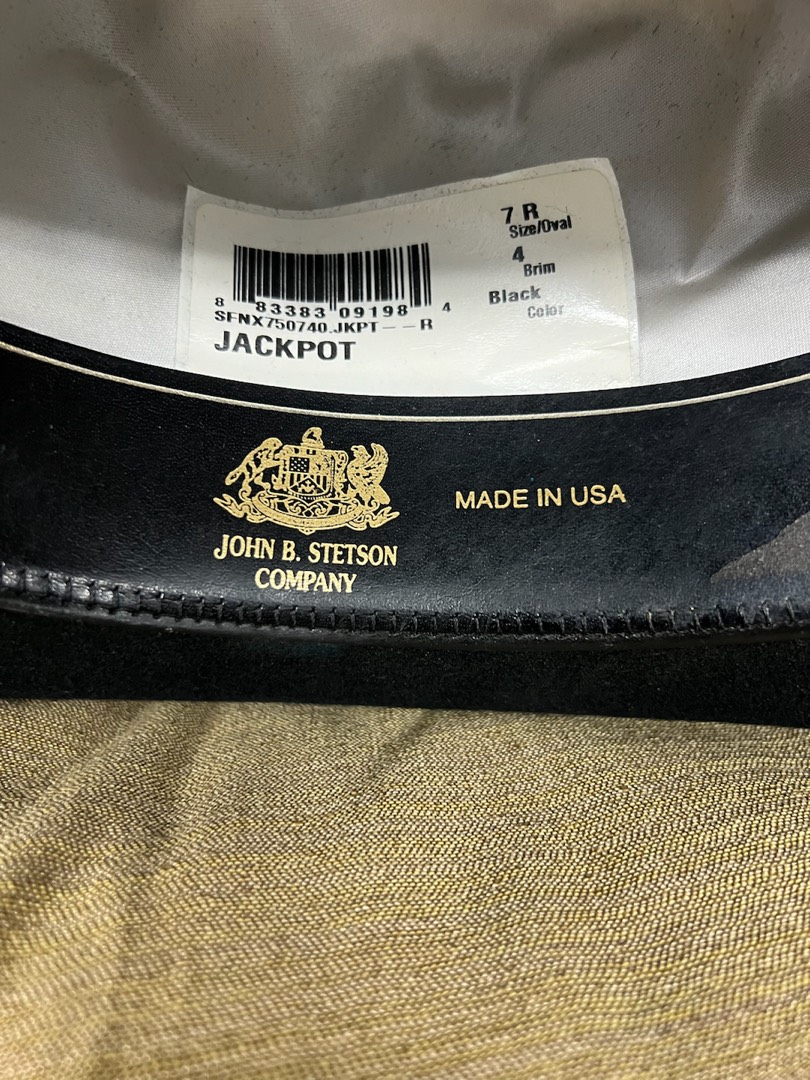 7 R
Size/Oval
4
Brim
Black
Color
8 83383 09198 4
SFNX750740.JKPT--R
JACKPOT
JOHN B. STETSON
COMPANY
MADE IN USA